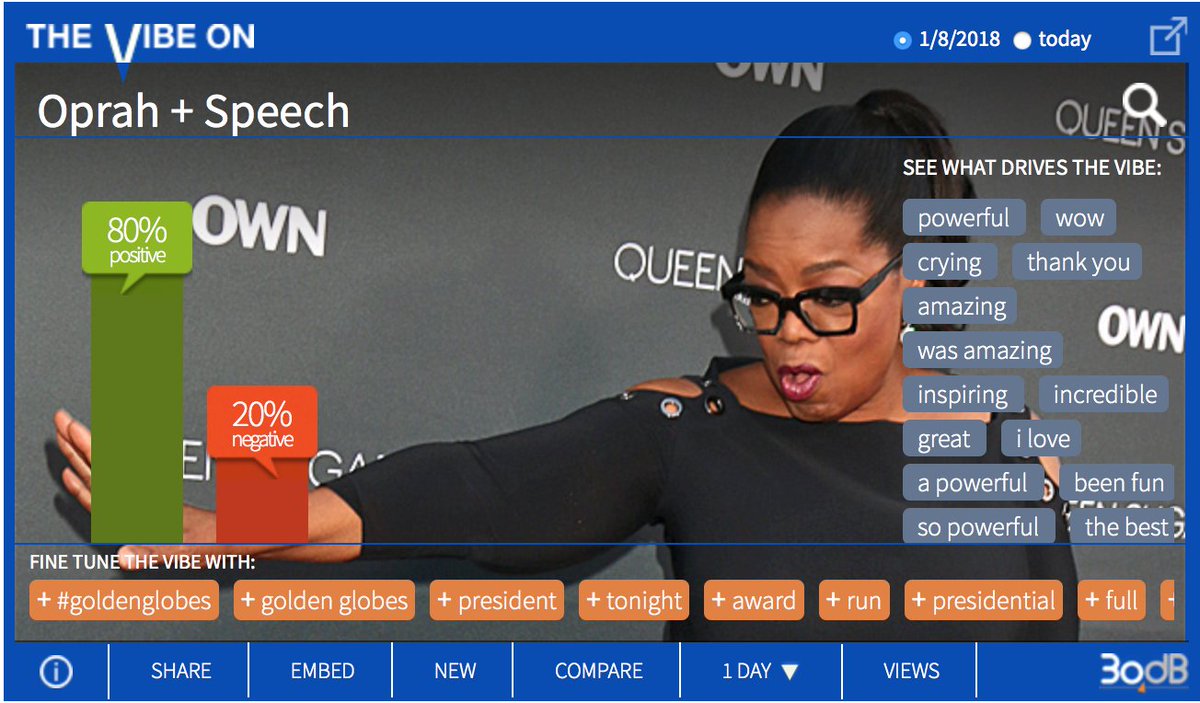 THE VIBE ON
1/8/2018 today
Oprah + Speech
OWN
QUEEN S
SEE WHAT DRIVES THE VIBE:
80%
positive
OWN
QUEEN
powerful wow
crying thank you
amazing
OWN
was amazing
inspiring incredible
20%
negative
great i love
a powerful been fun
so powerful the best
FINE TUNE THE VIBE WITH:
+ #goldenglobes + golden globes + president + tonight + award + run + presidential + full
SHARE EMBED NEW COMPARE 1 DAY ▼ VIEWS
30dB